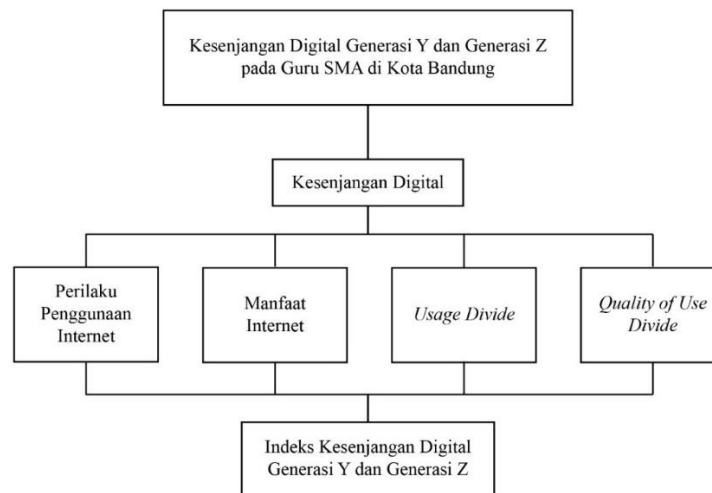 Kesenjangan Digital Generasi Y dan Generasi Z
pada Guru SMA di Kota Bandung
Kesenjangan Digital
Perilaku
Penggunaan
Internet
Manfaat
Internet
Usage Divide
Quality of Use
Divide
Indeks Kesenjangan Digital
Generasi Y dan Generasi Z